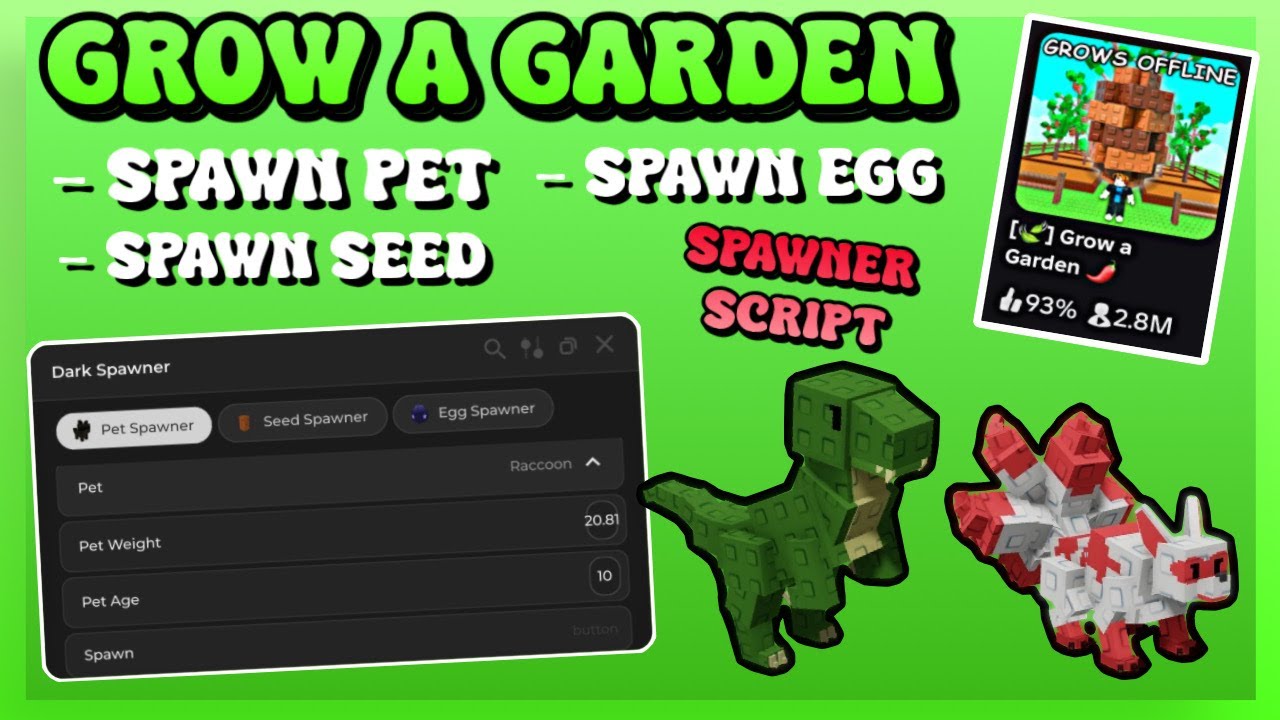 GROW A GARDEN
- SPAWN PET
- SPAWN EGG
- SPAWN SEED
SPAWNER
SCRIPT
GROWS OFFLINE
[🌿] Grow a
Garden 🌶️
93% 2.8M
Dark Spawner
Pet Spawner
Seed Spawner
Egg Spawner
Pet
Raccoon
Pet Weight
20.81
Pet Age
10
Spawn
button